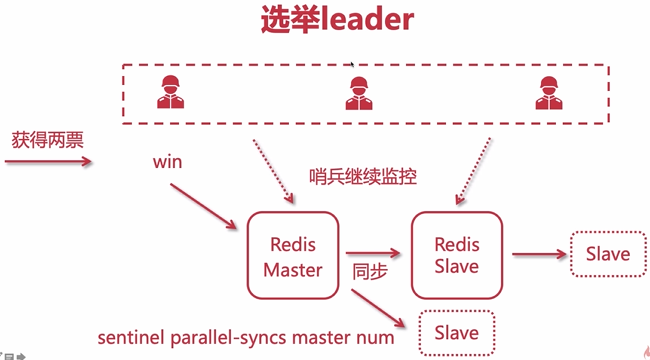 选举leader
获得两票
win
哨兵继续监控
Redis
Master
同步
Redis
Slave
Slave
sentinel parallel-syncs master num
Slave